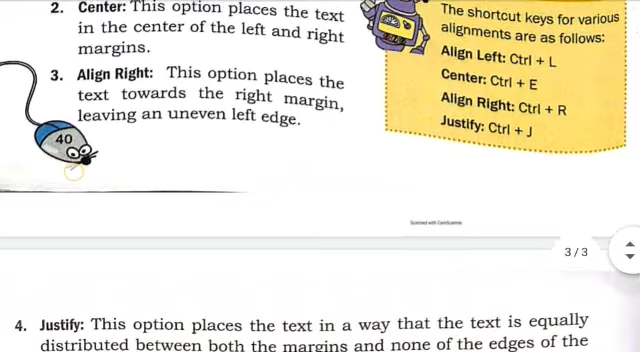 2. Center: This option places the text
in the center of the left and right
margins.
3. Align Right: This option places the
text towards the right margin,
leaving an uneven left edge.
40
The shortcut keys for various
alignments are as follows:
Align Left: Ctrl + L
Center: Ctrl + E
Align Right: Ctrl + R
Justify: Ctrl + J
Scanned with CamScanner
3 / 3
4. Justify: This option places the text in a way that the text is equally
distributed between both the margins and none of the edges of the